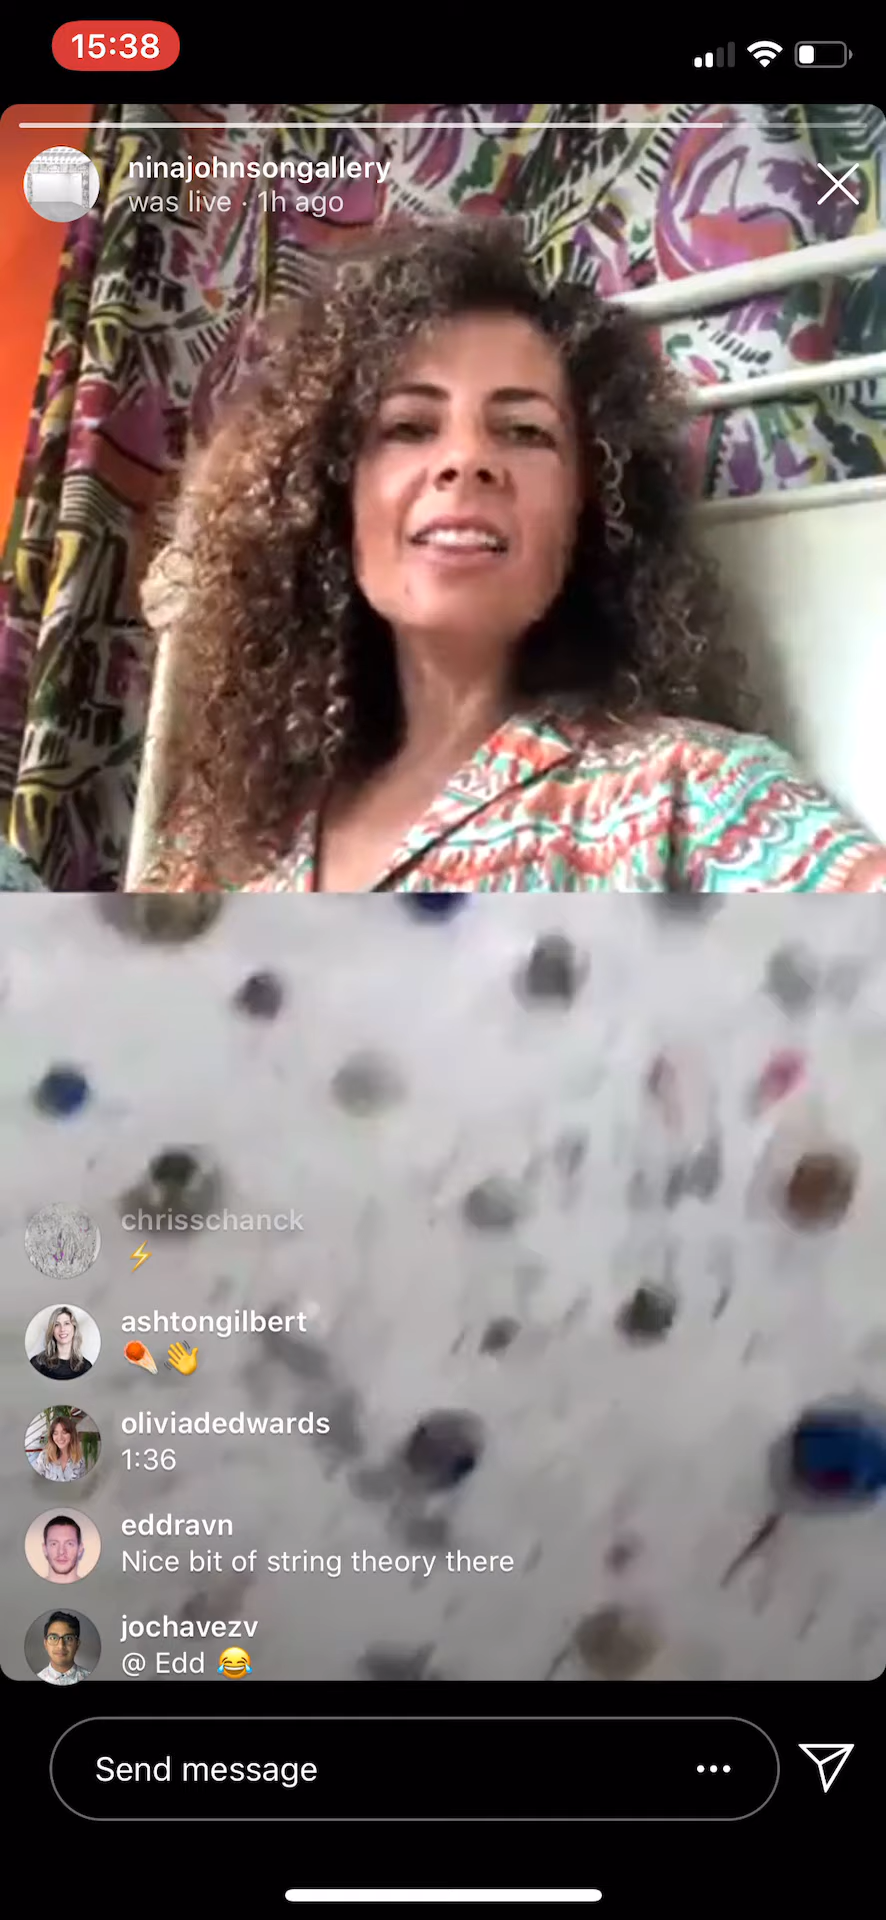 15:38
ninajohnsongallery
was live · 1h ago
chrisschanck
⚡
ashtongilbert
☄️👋
oliviadedwards
1:36
eddravn
Nice bit of string theory there
jochavezv
@ Edd 😂
Send message